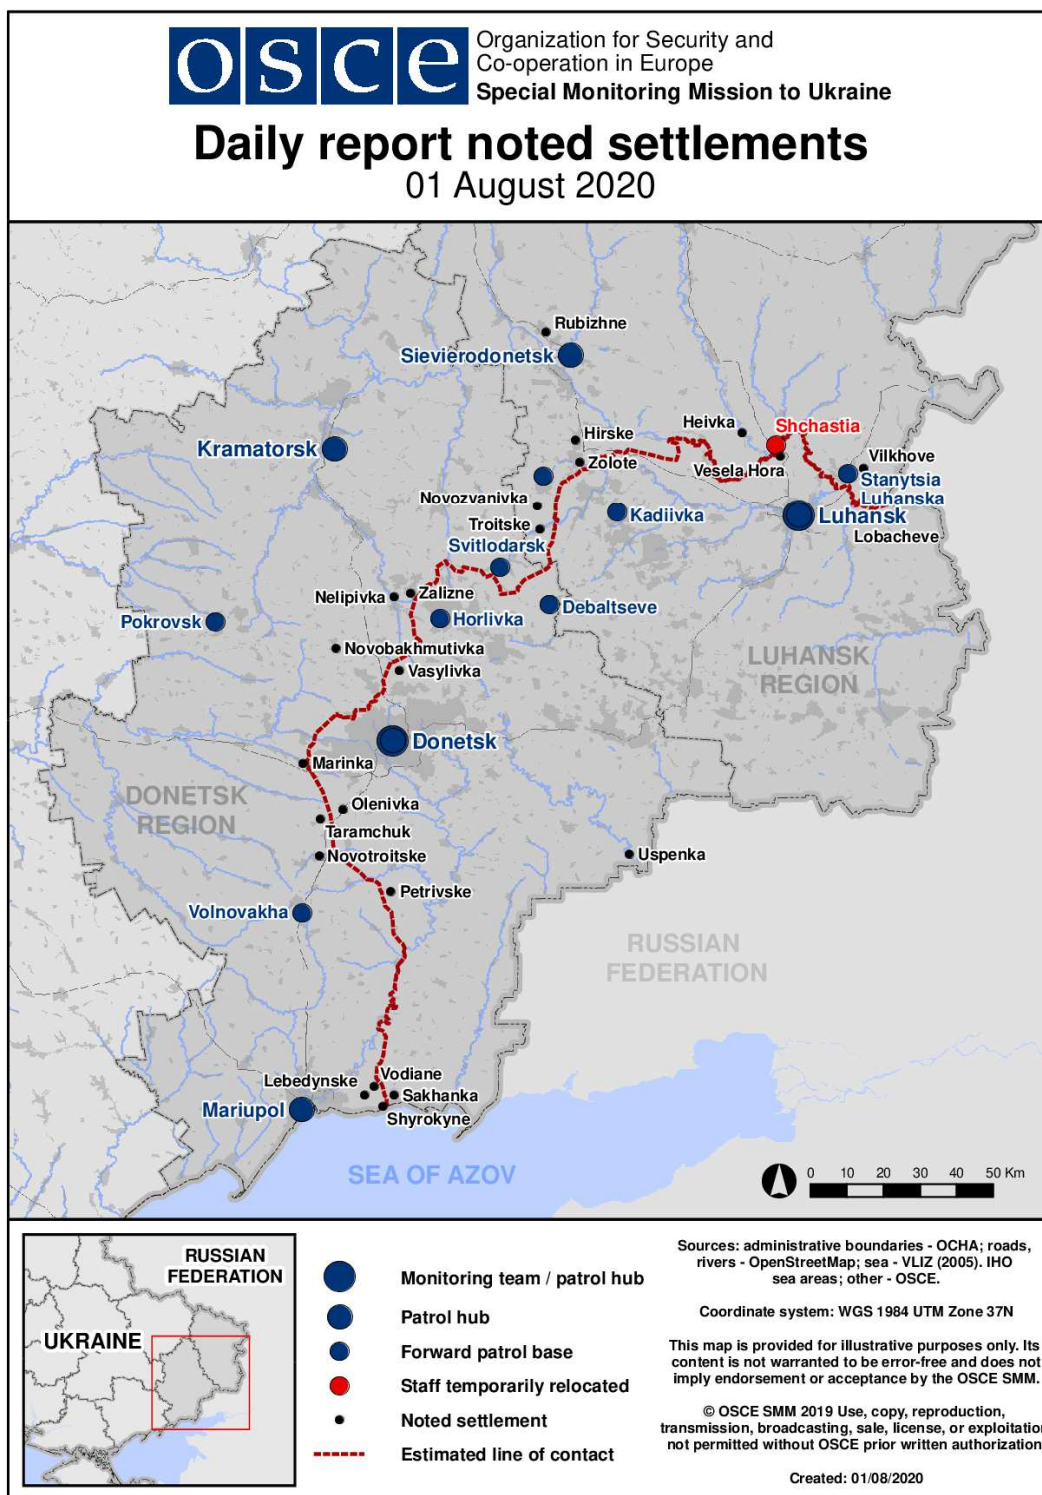 OSCE
Organization for Security and
Co-operation in Europe
Special Monitoring Mission to Ukraine
Daily report noted settlements
01 August 2020
Rubizhne
Sievierodonetsk
Heivka
Shchastia
Hirske
Kramatorsk
Zolote
Vesela Hora
Vilkhove
Stanytsia
Luhanska
Novozvanivka
Kadiivka
Luhansk
Troitske
Lobacheve
Svitlodarsk
Nelipivka
Zalizne
Debaltseve
Pokrovsk
Horlivka
Novobakhmutivka
LUHANSK
REGION
Vasylivka
Donetsk
Marinka
DONETSK
REGION
Olenivka
Taramchuk
Novotroitske
Uspenka
Petrivske
Volnovakha
RUSSIAN
FEDERATION
Vodiane
Lebedynske
Sakhanka
Mariupol
Shyrokyne
SEA OF AZOV
0 10 20 30 40 50 Km
RUSSIAN
FEDERATION
UKRAINE
Monitoring team / patrol hub
Patrol hub
Forward patrol base
Staff temporarily relocated
Noted settlement
Estimated line of contact
Sources: administrative boundaries - OCHA; roads,
rivers - OpenStreetMap; sea - VLIZ (2005). IHO
sea areas; other - OSCE.
Coordinate system: WGS 1984 UTM Zone 37N
This map is provided for illustrative purposes only. Its
content is not warranted to be error-free and does not
imply endorsement or acceptance by the OSCE SMM.
© OSCE SMM 2019 Use, copy, reproduction,
transmission, broadcasting, sale, license, or exploitation
not permitted without OSCE prior written authorization
Created: 01/08/2020